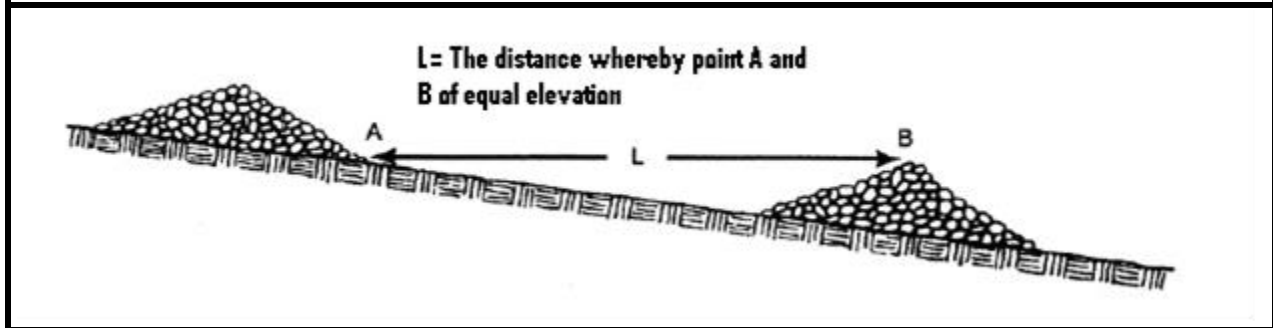 L= The distance whereby point A and
B of equal elevation
A
B
L